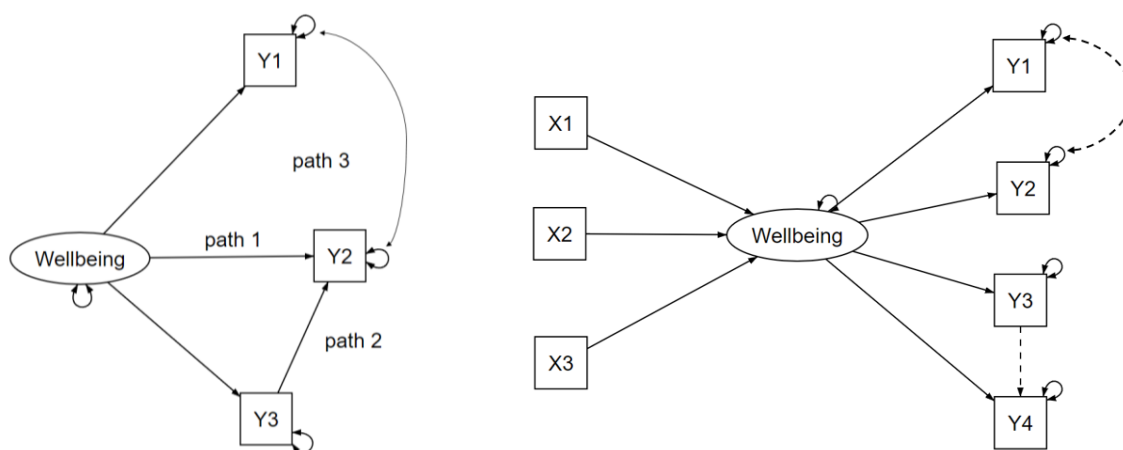 Y1
path 3
path 1
Wellbeing
Y2
path 2
Y3
X1
X2
X3
Wellbeing
Y1
Y2
Y3
Y4